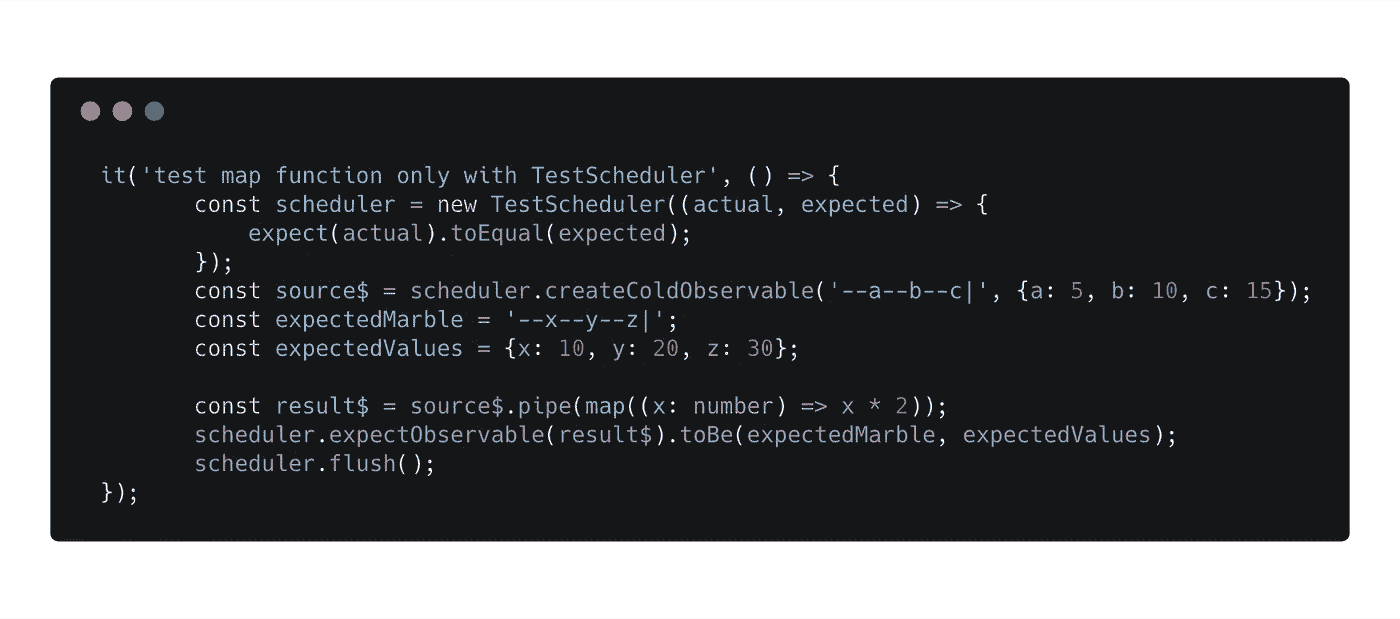 it('test map function only with TestScheduler', () => {
       const scheduler = new TestScheduler((actual, expected) => {
           expect(actual).toEqual(expected);
       });
       const source$ = scheduler.createColdObservable('--a--b--c|', {a: 5, b: 10, c: 15});
       const expectedMarble = '--x--y--z|';
       const expectedValues = {x: 10, y: 20, z: 30};

       const result$ = source$.pipe(map((x: number) => x * 2));
       scheduler.expectObservable(result$).toBe(expectedMarble, expectedValues);
       scheduler.flush();
});